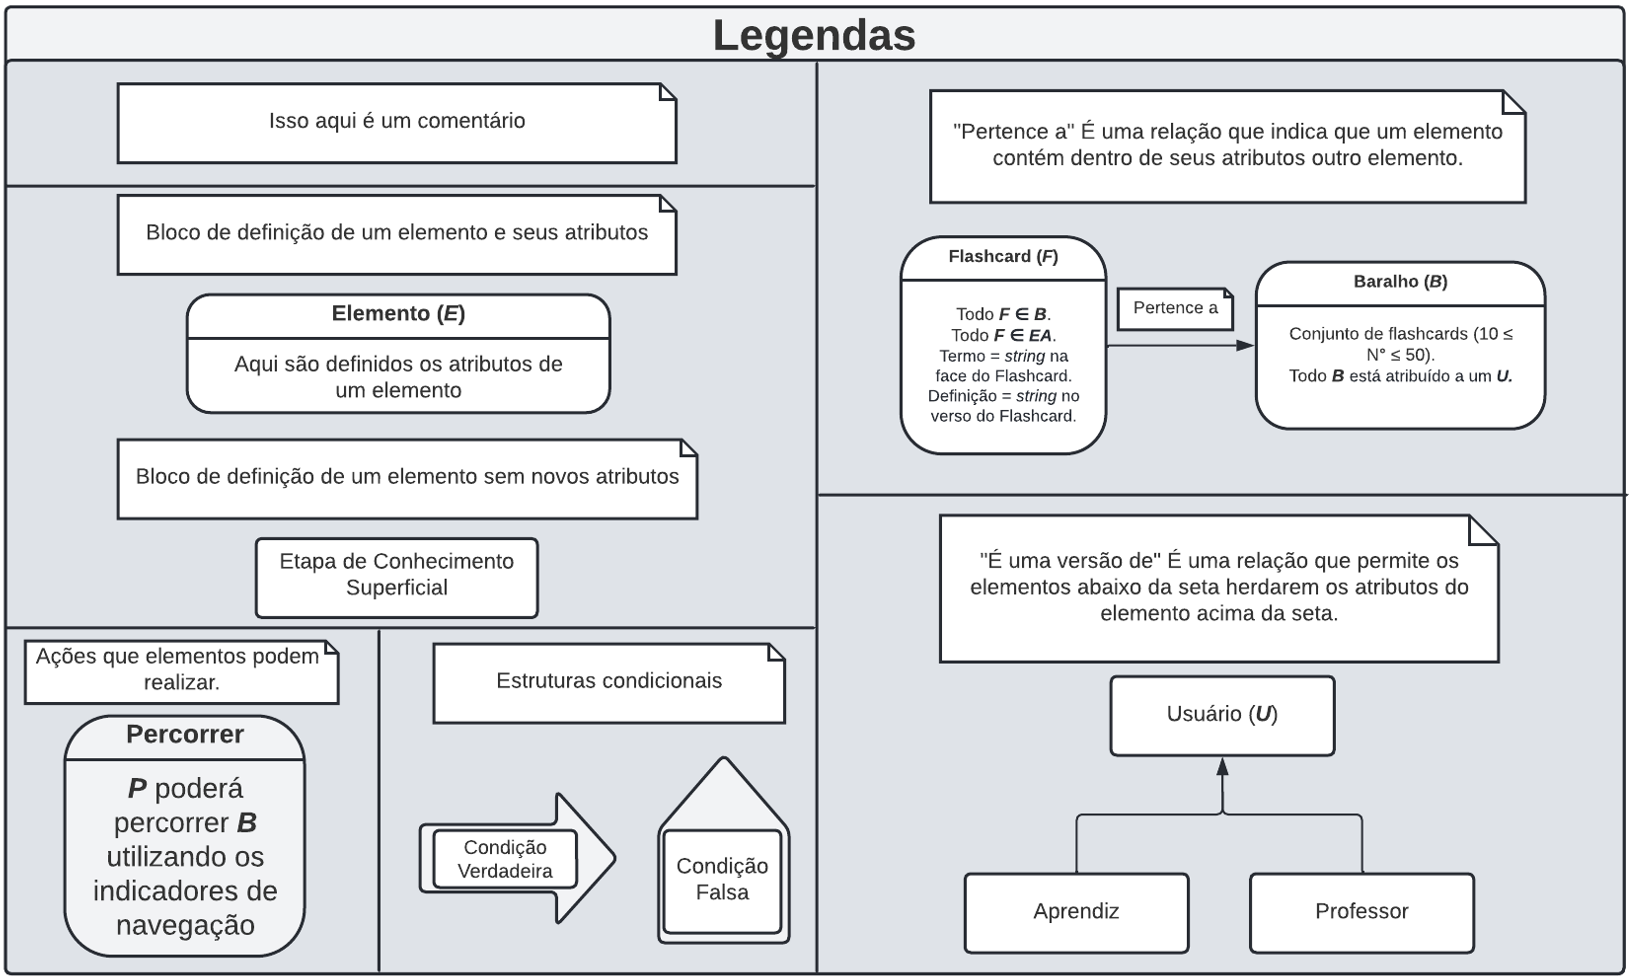 Legendas
Isso aqui é um comentário
Bloco de definição de um elemento e seus atributos
Elemento (E)
Aqui são definidos os atributos de
um elemento
Bloco de definição de um elemento sem novos atributos
Etapa de Conhecimento
Superficial
Ações que elementos podem
realizar.
Percorrer
P poderá
percorrer B
utilizando os
indicadores de
navegação
Estruturas condicionais
Condição
Verdadeira
Condição
Falsa
"Pertence a" É uma relação que indica que um elemento
contém dentro de seus atributos outro elemento.
Flashcard (F)
Todo F ∈ B.
Todo F ∈ EA.
Termo = string na
face do Flashcard.
Definição = string no
verso do Flashcard.
Pertence a
Baralho (B)
Conjunto de flashcards (10 ≤
N° ≤ 50).
Todo B está atribuído a um U.
"É uma versão de" É uma relação que permite os
elementos abaixo da seta herdarem os atributos do
elemento acima da seta.
Usuário (U)
Aprendiz
Professor